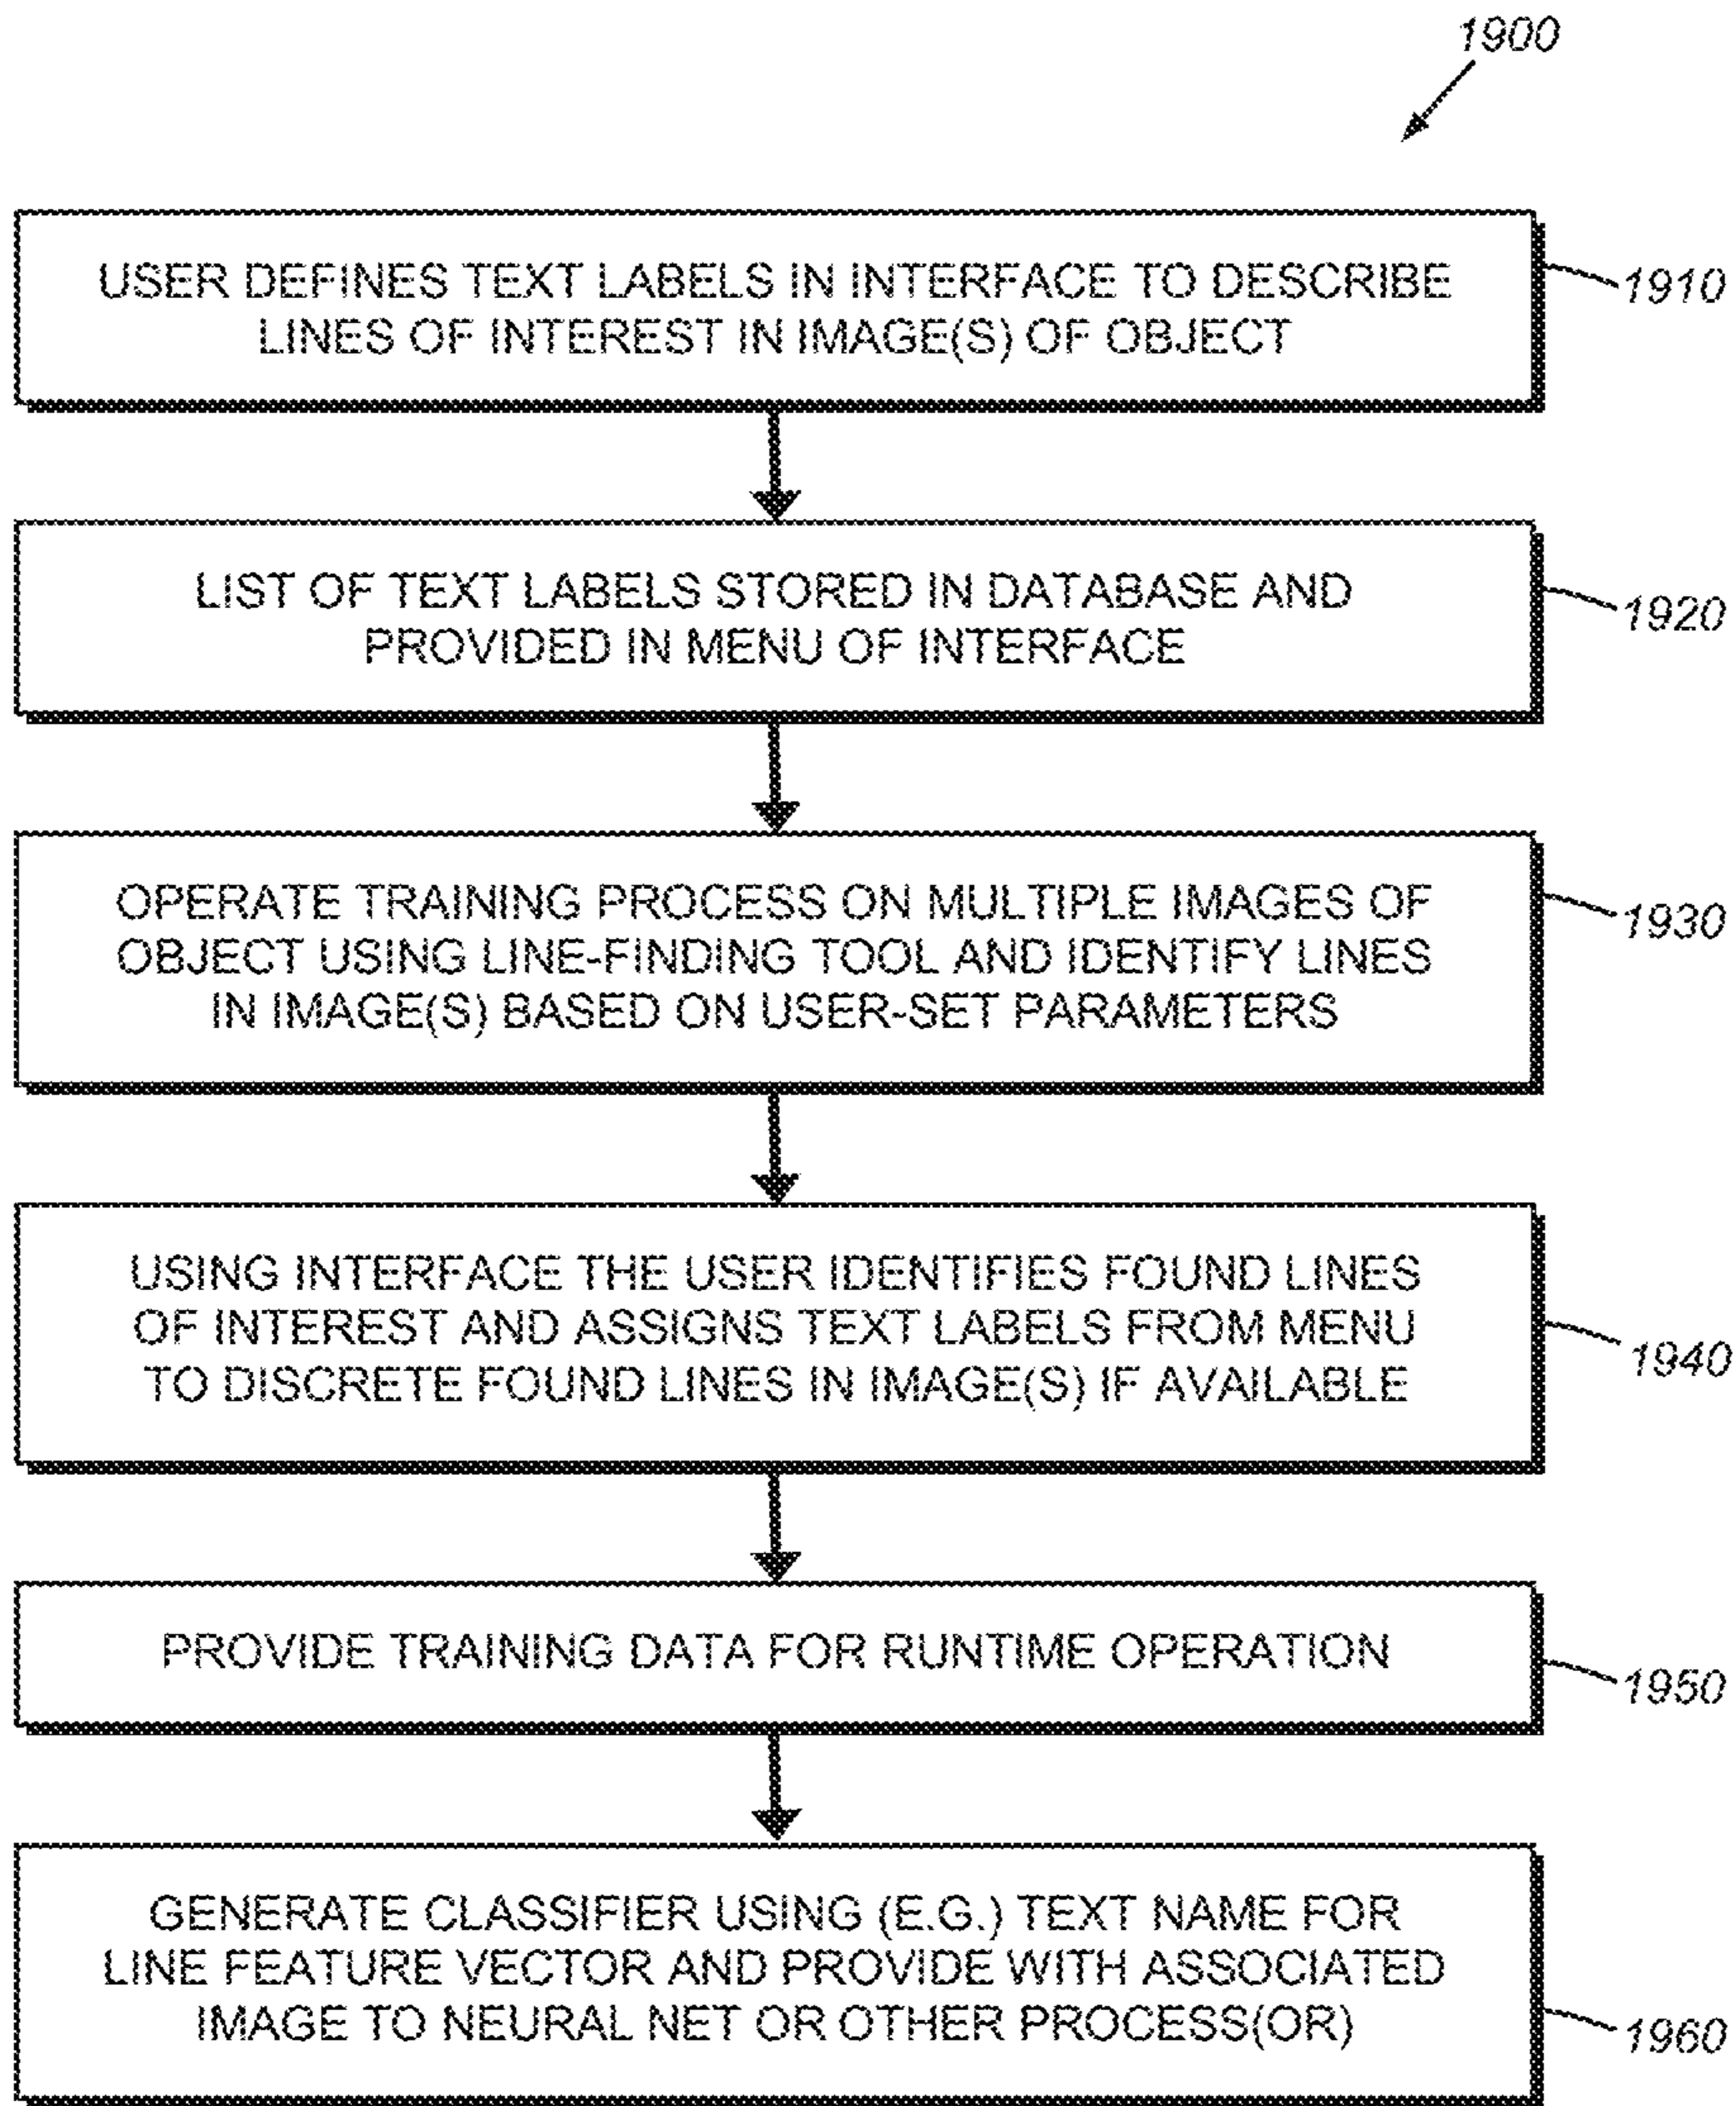 1900
USER DEFINES TEXT LABELS IN INTERFACE TO DESCRIBE
LINES OF INTEREST IN IMAGE(S) OF OBJECT
1910
LIST OF TEXT LABELS STORED IN DATABASE AND
PROVIDED IN MENU OF INTERFACE
1920
OPERATE TRAINING PROCESS ON MULTIPLE IMAGES OF
OBJECT USING LINE-FINDING TOOL AND IDENTIFY LINES
IN IMAGE(S) BASED ON USER-SET PARAMETERS
1930
USING INTERFACE THE USER IDENTIFIES FOUND LINES
OF INTEREST AND ASSIGNS TEXT LABELS FROM MENU
TO DISCRETE FOUND LINES IN IMAGE(S) IF AVAILABLE
1940
PROVIDE TRAINING DATA FOR RUNTIME OPERATION
1950
GENERATE CLASSIFIER USING (E.G.) TEXT NAME FOR
LINE FEATURE VECTOR AND PROVIDE WITH ASSOCIATED
IMAGE TO NEURAL NET OR OTHER PROCESS(OR)
1960